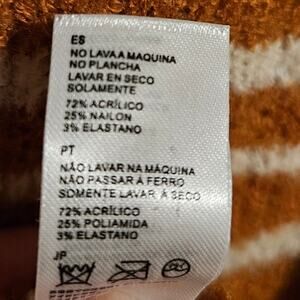 ES
NO LAVA A MAQUINA
NO PLANCHA
LAVAR EN SECO
SOLAMENTE
72% ACRÍLICO
25% NAILON
3% ELASTANO
PT
NÃO LAVAR NA MÁQUINA
NÃO PASSAR Á FERRO
SOMENTE LAVAR Á SECO
72% ACRÍLICO
25% POLIAMIDA
3% ELASTANO
JP